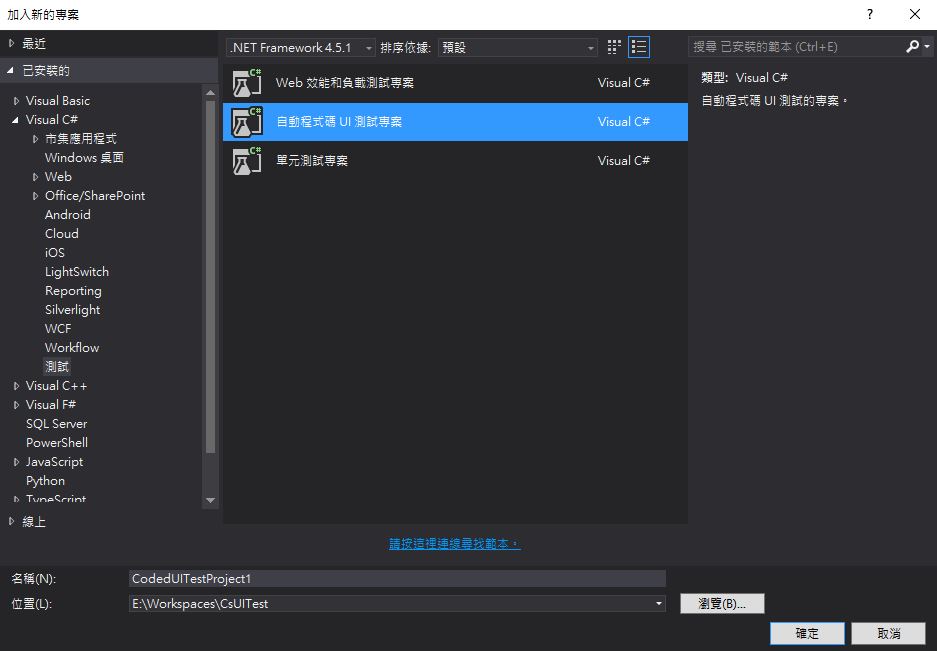 加入新的專案
?
最近
.NET Framework 4.5.1
排序依據:
預設
搜尋 已安裝的範本 (Ctrl+E)
已安裝的
Visual Basic
Visual C#
市集應用程式
Windows 桌面
Web
Office/SharePoint
Android
Cloud
iOS
LightSwitch
Reporting
Silverlight
WCF
Workflow
測試
Visual C++
Visual F#
SQL Server
PowerShell
JavaScript
Python
TypeScript
線上
C# Web 效能和負載測試專案 Visual C#
C# 自動程式碼 UI 測試專案 Visual C#
C# 單元測試專案 Visual C#
請按這裡連線尋找範本。
類型: Visual C#
自動程式碼 UI 測試的專案。
名稱(N): CodedUITestProject1
位置(L): E:\Workspaces\CsUITest
瀏覽(B)...
確定
取消